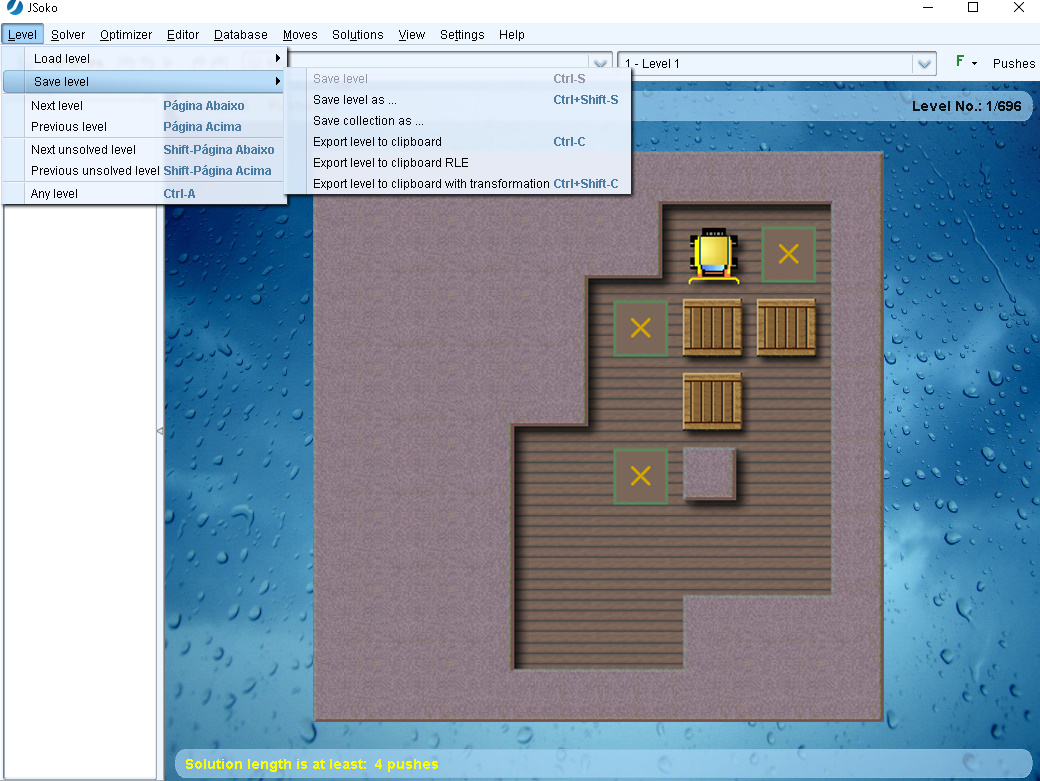 JSoko
Level Solver Optimizer Editor Database Moves Solutions View Settings Help
Load level
1 - Level 1
F
Pushes
Save level
Next level Página Abaixo
Previous level Página Acima
Next unsolved level Shift-Página Abaixo
Previous unsolved level Shift-Página Acima
Any level Ctrl-A
Save level Ctrl-S
Save level as ... Ctrl+Shift-S
Save collection as ...
Export level to clipboard Ctrl-C
Export level to clipboard RLE
Export level to clipboard with transformation Ctrl+Shift-C
Level No.: 1/696
Solution length is at least: 4 pushes